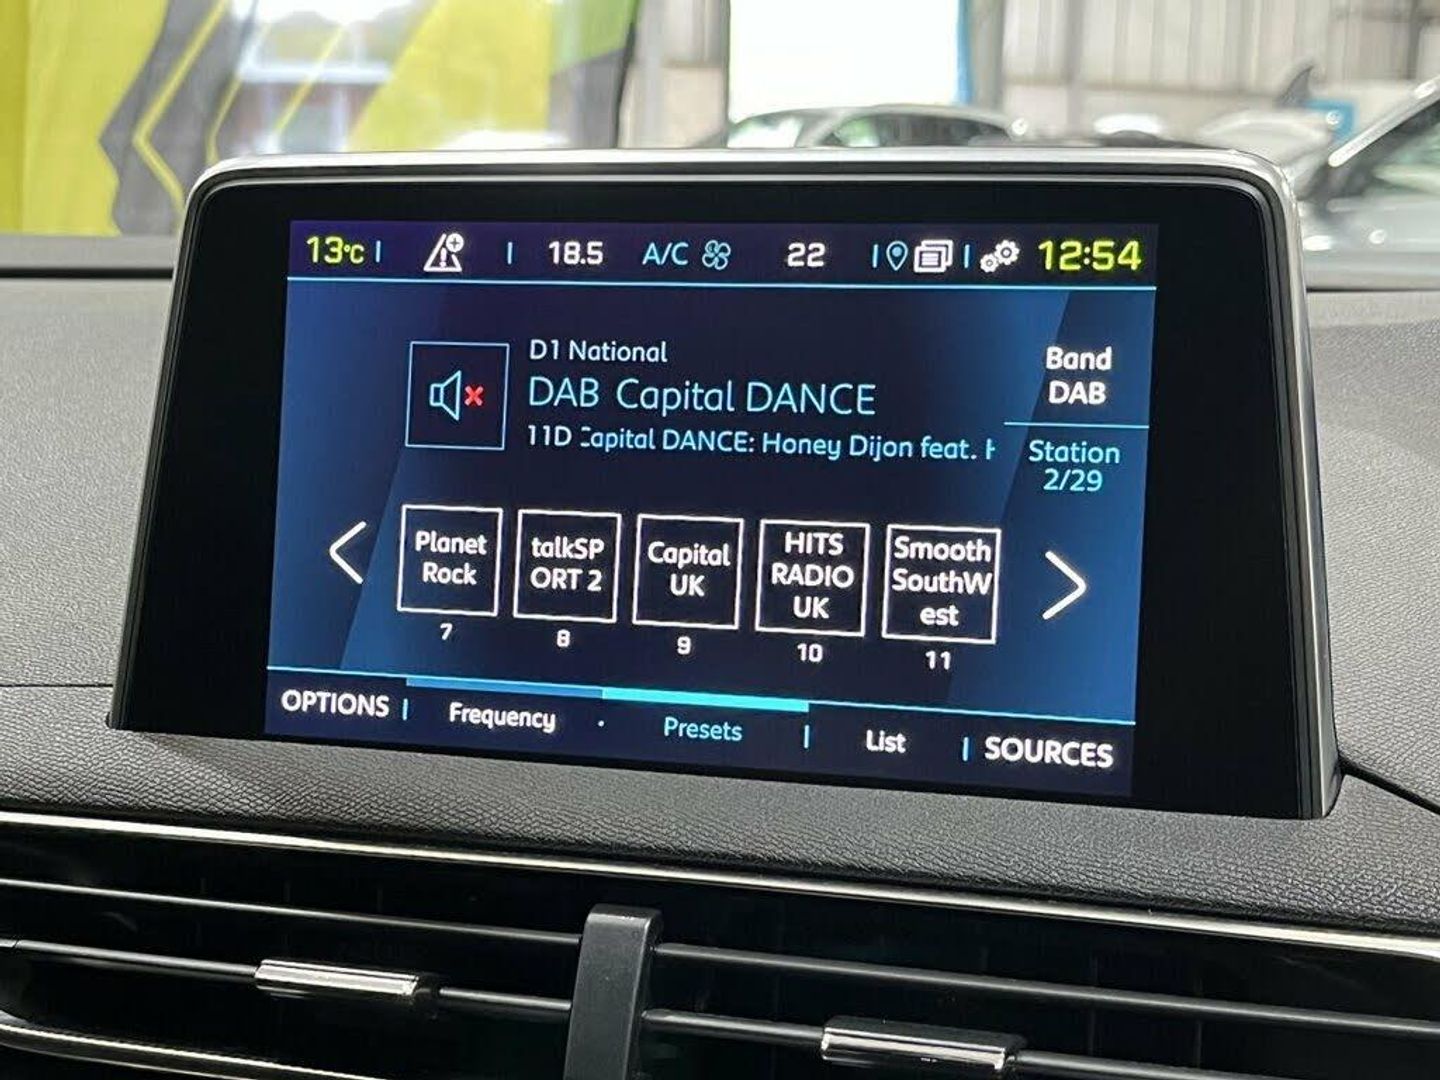 13°C 18.5 A/C 22 12:54
D1 National
DAB Capital DANCE
11D Capital DANCE: Honey Dijon feat.
Band
DAB
Station
2/29
Planet
Rock
7
talkSP
ORT 2
8
Capital
UK
9
HITS
RADIO
UK
10
Smooth
SouthW
est
11
OPTIONS Frequency Presets List SOURCES